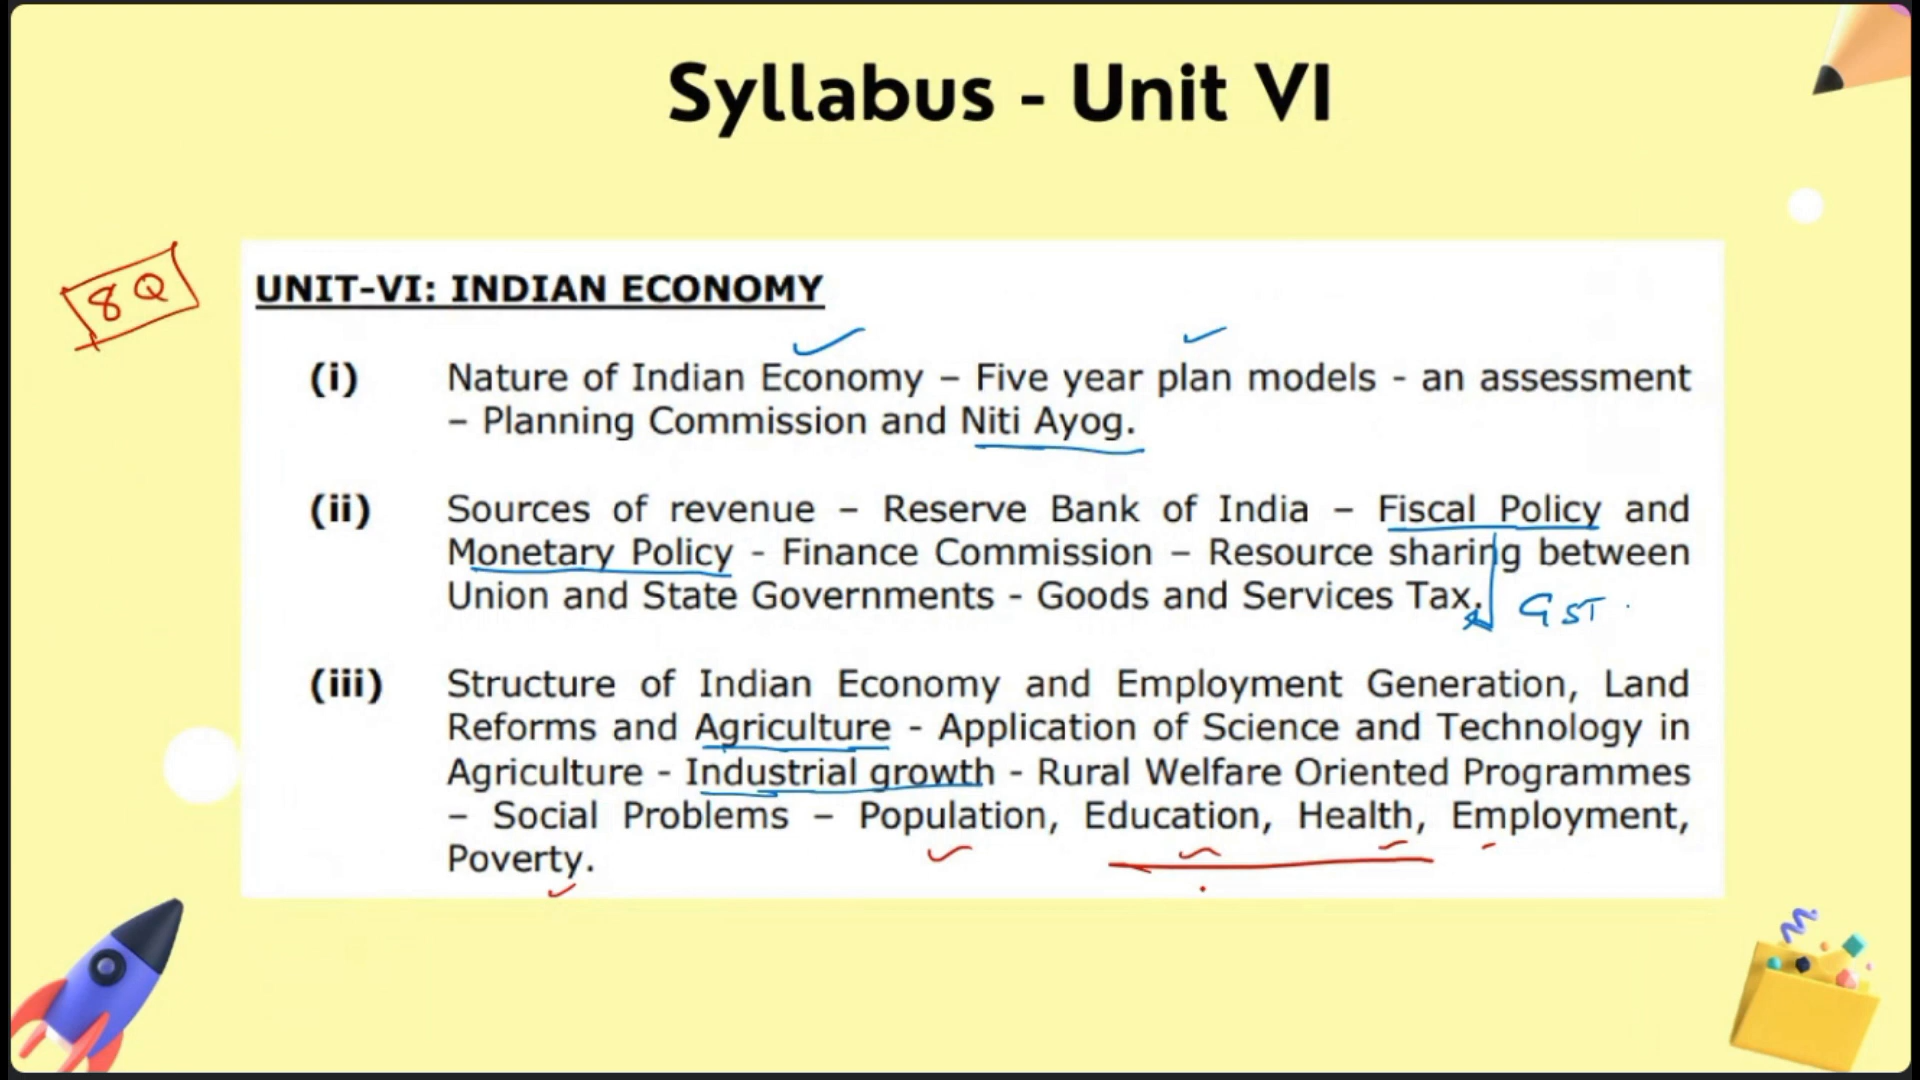 Syllabus - Unit VI
8Q
UNIT-VI: INDIAN ECONOMY
(i) Nature of Indian Economy – Five year plan models - an assessment
– Planning Commission and Niti Ayog.
(ii) Sources of revenue – Reserve Bank of India – Fiscal Policy and
Monetary Policy - Finance Commission – Resource sharing between
Union and State Governments - Goods and Services Tax.
GST
(iii) Structure of Indian Economy and Employment Generation, Land
Reforms and Agriculture - Application of Science and Technology in
Agriculture - Industrial growth - Rural Welfare Oriented Programmes
– Social Problems – Population, Education, Health, Employment,
Poverty.